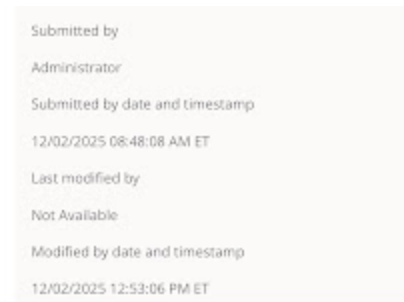 Submitted by
Administrator
Submitted by date and timestamp
12/02/2025 08:48:08 AM ET
Last modified by
Not Available
Modified by date and timestamp
12/02/2025 12:53:06 PM ET